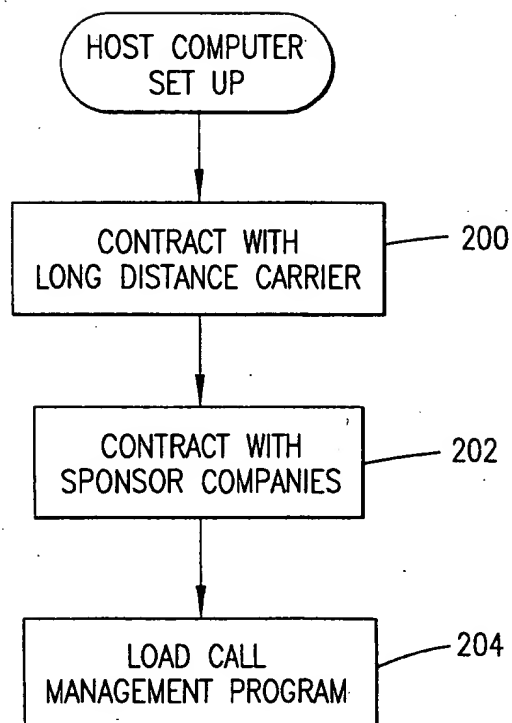 HOST COMPUTER
SET UP
CONTRACT WITH
LONG DISTANCE CARRIER
200
CONTRACT WITH
SPONSOR COMPANIES
202
LOAD CALL
MANAGEMENT PROGRAM
204